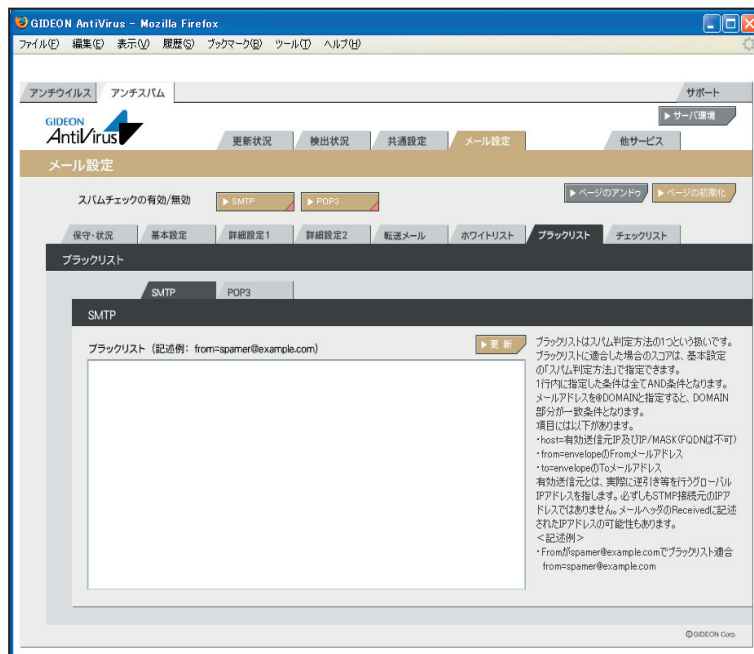 GIDEON AntiVirus - Mozilla Firefox
ファイル(F) 編集(E) 表示(V) 履歴(S) ブックマーク(B) ツール(T) ヘルプ(H)
アンチウイルス アンチスパム サポート
GIDEON
AntiVirus
サーバ環境
更新状況 検出状況 共通設定 メール設定 他サービス
メール設定
スパムチェックの有効/無効 SMTP POP3 ページのアンドゥ ページの初期化
保守・状況 基本設定 詳細設定1 詳細設定2 転送メール ホワイトリスト ブラックリスト チェックリスト
ブラックリスト
SMTP POP3
SMTP
ブラックリスト (記述例: from=spamer@example.com) 更 新
ブラックリストはスパム判定方法の1つという扱いです。
ブラックリストに適合した場合のスコアは、基本設定
の「スパム判定方法」で指定できます。
1行内に指定した条件は全てAND条件となります。
メールアドレスを@DOMAINと指定すると、DOMAIN
部分が一致条件となります。
項目には以下があります。
・host=有効送信元IP及びIP/MASK(FQDNは不可)
・from=envelopeのFromメールアドレス
・to=envelopeのToメールアドレス
有効送信元とは、実際に逆引き等を行うグローバル
IPアドレスを指します。必ずしもSTMP接続元のIPア
ドレスではありません。メールヘッダのReceivedに記述
されたIPアドレスの可能性もあります。
<記述例>
・Fromがspamer@example.comでブラックリスト適合
from=spamer@example.com
©GIDEON Corp.